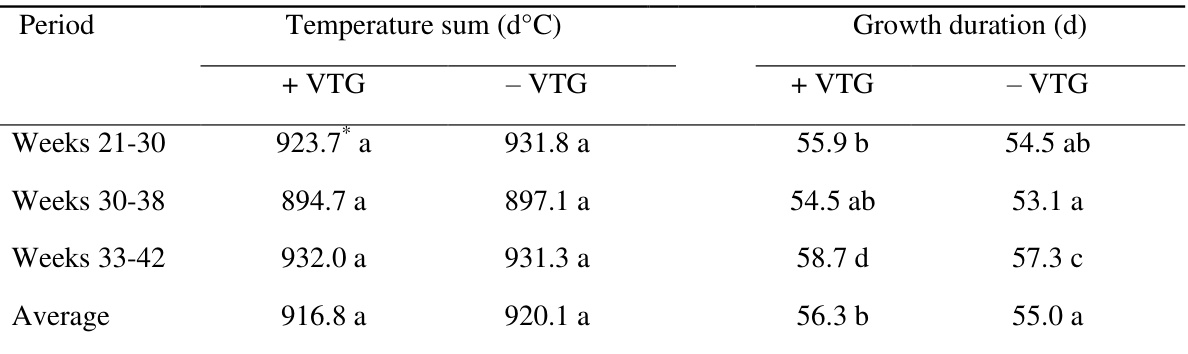 Period Temperature sum (d°C) Growth duration (d)
+ VTG – VTG + VTG – VTG
Weeks 21-30 923.7* a 931.8 a 55.9 b 54.5 ab
Weeks 30-38 894.7 a 897.1 a 54.5 ab 53.1 a
Weeks 33-42 932.0 a 931.3 a 58.7 d 57.3 c
Average 916.8 a 920.1 a 56.3 b 55.0 a